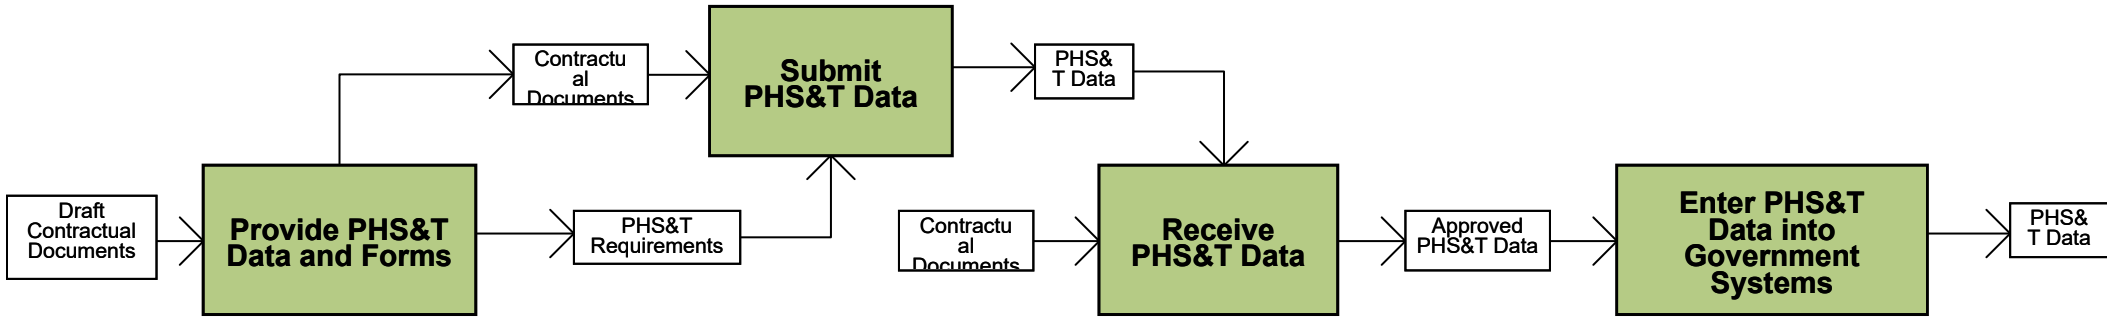 Contractu
al
Documents
Submit
PHS&T Data
PHS&
T Data
Draft
Contractual
Documents
Provide PHS&T
Data and Forms
PHS&T
Requirements
Contractu
al
Documents
Receive
PHS&T Data
Approved
PHS&T Data
Enter PHS&T
Data into
Government
Systems
PHS&
T Data